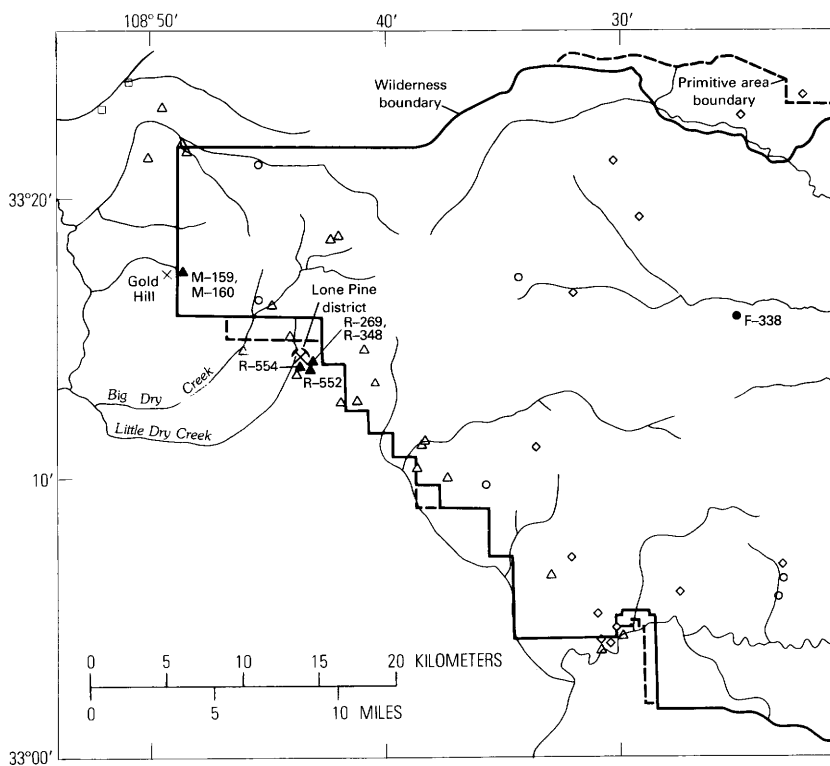 108°50'
40'
30'
Wilderness
boundary
Primitive area
boundary
33°20'
Gold
Hill
M–159,
M–160
Lone Pine
district
R–269,
R–348
F–338
R–554
R–552
Big Dry Creek
Little Dry Creek
10'
0 5 10 15 20 KILOMETERS
0 5 10 MILES
33°00'